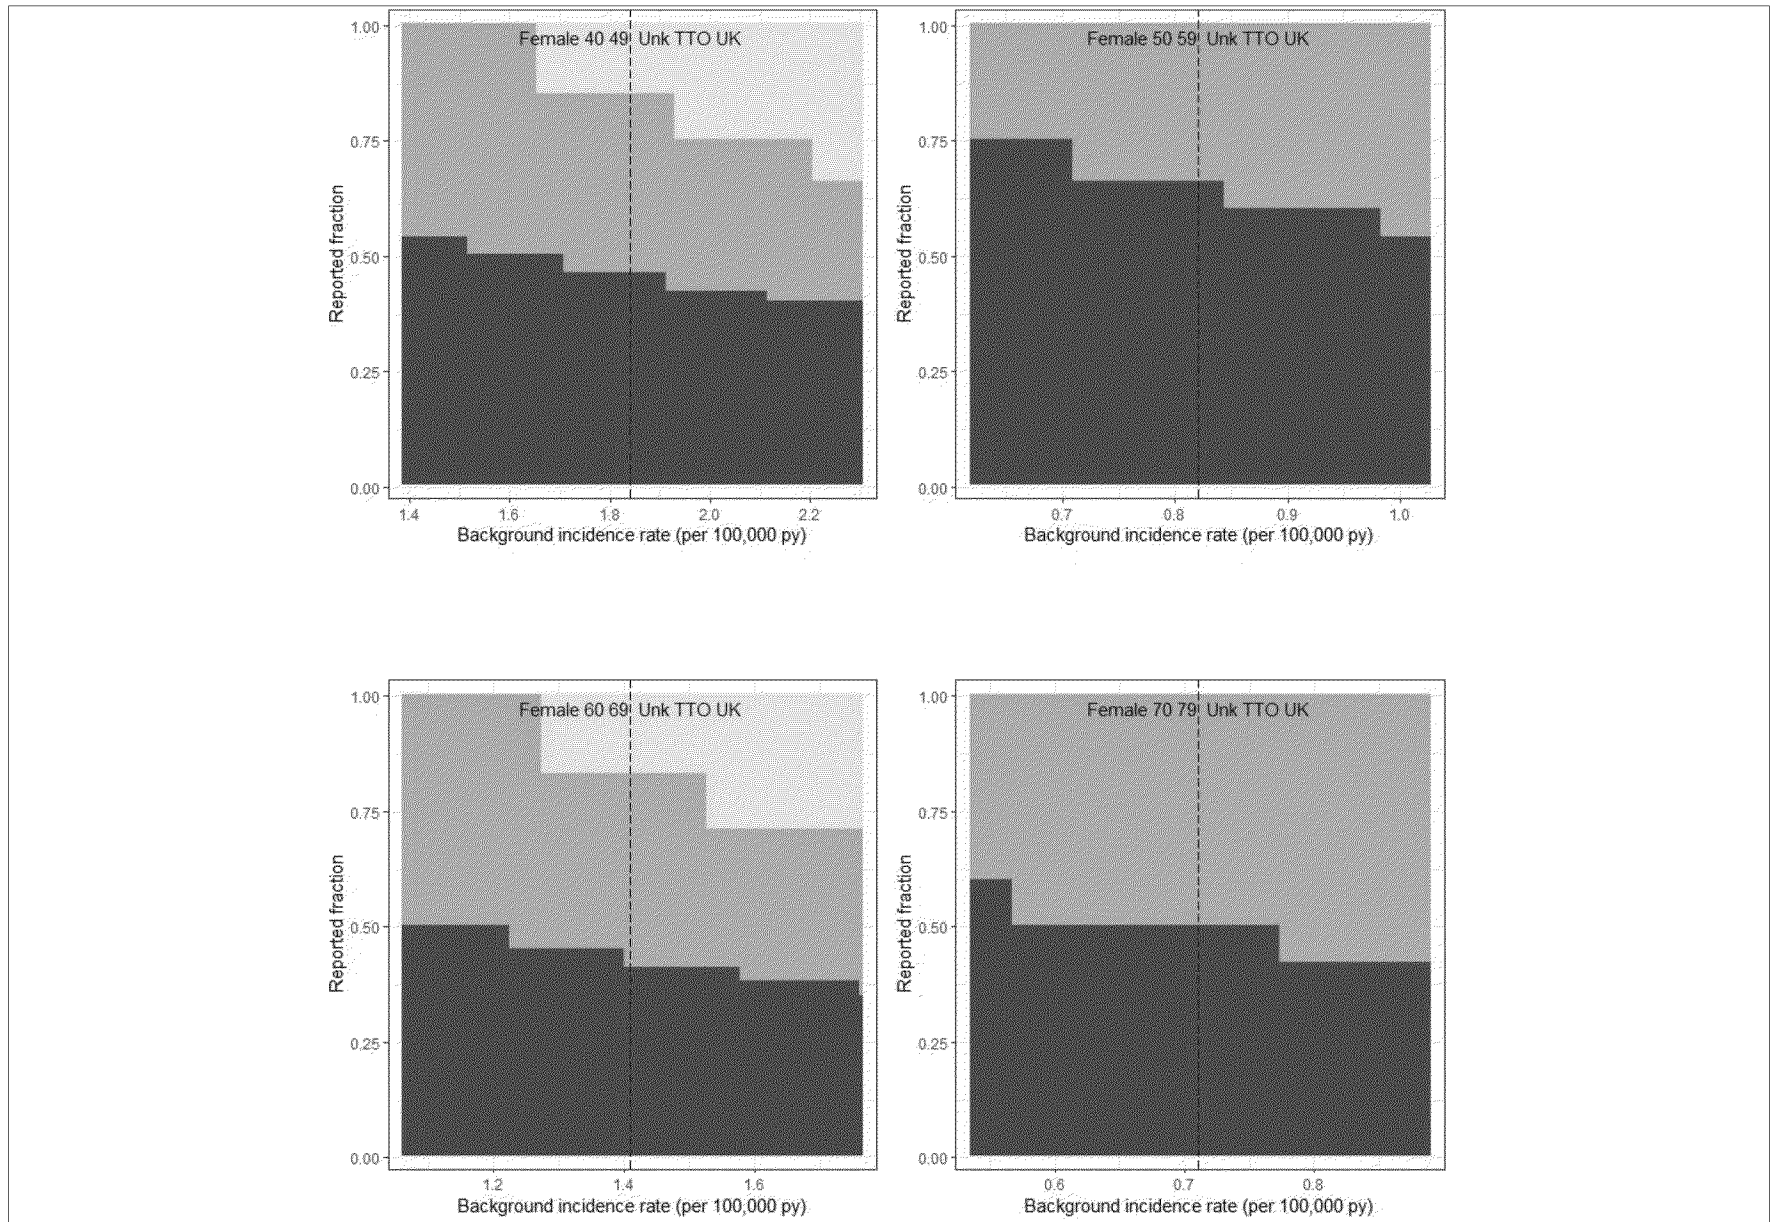 Female 40 49 Unk TTO UK
1.00
0.75
0.50
0.25
0.00
Reported fraction
1.4 1.6 1.8 2.0 2.2
Background incidence rate (per 100,000 py)
Female 50 59 Unk TTO UK
1.00
0.75
0.50
0.25
0.00
Reported fraction
0.7 0.8 0.9 1.0
Background incidence rate (per 100,000 py)
Female 60 69 Unk TTO UK
1.00
0.75
0.50
0.25
0.00
Reported fraction
1.2 1.4 1.6
Background incidence rate (per 100,000 py)
Female 70 79 Unk TTO UK
1.00
0.75
0.50
0.25
0.00
Reported fraction
0.6 0.7 0.8
Background incidence rate (per 100,000 py)